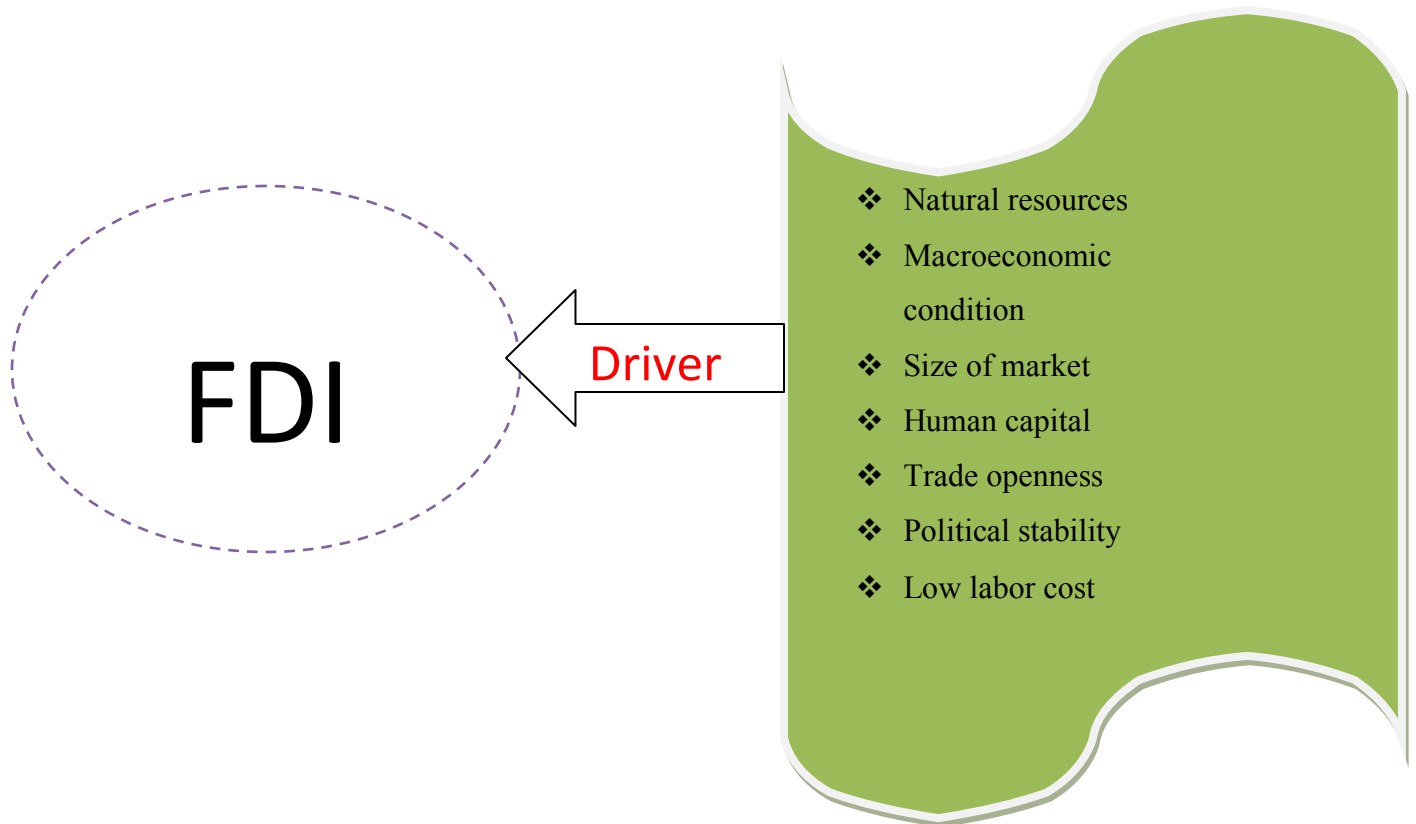 FDI
Driver
❖ Natural resources
❖ Macroeconomic
condition
❖ Size of market
❖ Human capital
❖ Trade openness
❖ Political stability
❖ Low labor cost